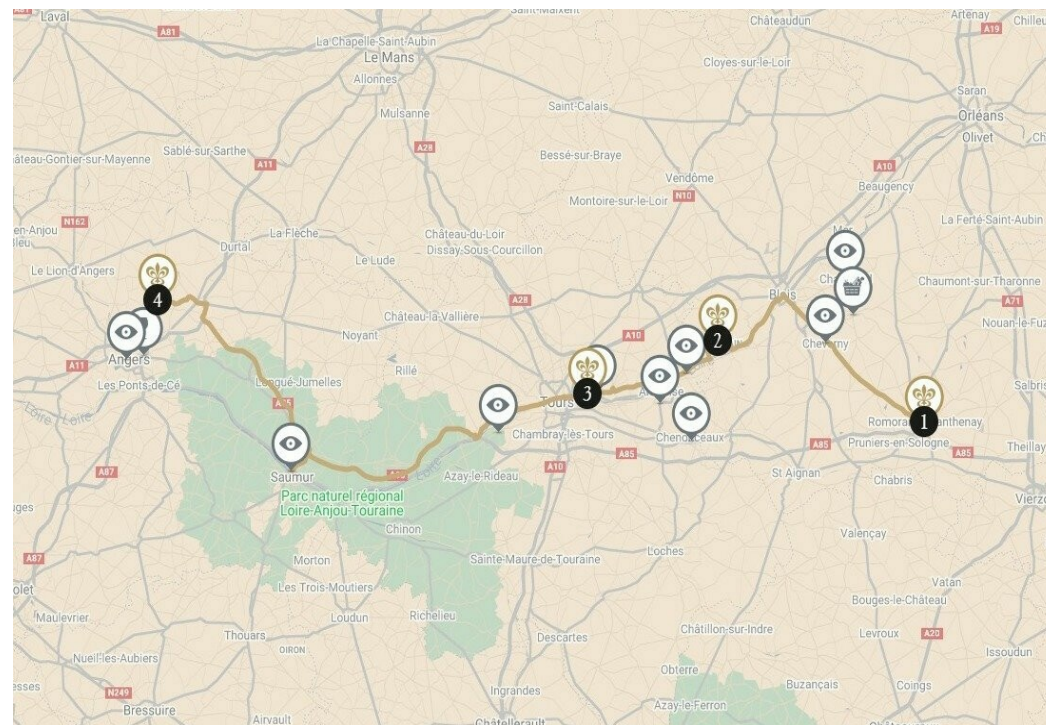 Laval
A81
Saint-Maixent
Châteaudun
Artenay
Chilleu
A19
La Chapelle-Saint-Aubin
Le Mans
Allonnes
Cloyes-sur-le-Loir
Mulsanne
Saint-Calais
Saran
Orléans
Olivet
A28
Sablé-sur-Sarthe
A11
Bessé-sur-Braye
A10
Vendôme
Beaugency
N10
Montoire-sur-le-Loir
La Ferté-Saint-Aubin
N162
La Flèche
Château-du-Loir
Dissay-Sous-Courcillon
Durtal
Le Lude
Le Lion-d'Angers
Chaumont-sur-Tharonne
Blois
A28
A71
4
Château-la-Vallière
Noyant
A10
2
Nouan-le-Fuz
Cheverny
Angers
A11
Rillé
Les Ponts-de-Cé
Longué-Jumelles
3
Tours
Salbris
1
Loire
Loire
A85
Chambray-lès-Tours
Chenonceaux
Pruniers-en-Sologne
A85
Theillay
A10
A85
A87
Saumur
Azay-le-Rideau
St Aignan
Chabris
Parc naturel régional
Loire-Anjou-Touraine
Vierzo
Chinon
Valençay
Morton
Sainte-Maure-de-Touraine
Loches
A87
Les Trois-Moutiers
Vatan
Bouges-le-Château
Maulevrier
Loudun
Richelieu
Thouars
Descartes
Châtillon-sur-Indre
Levroux
A20
OIRON
Issoudun
Nueil-les-Aubiers
Obterre
Buzançais
Coings
N249
Ingrandes
Azay-le-Ferron
Bressuire
Airvault
Châtellerault